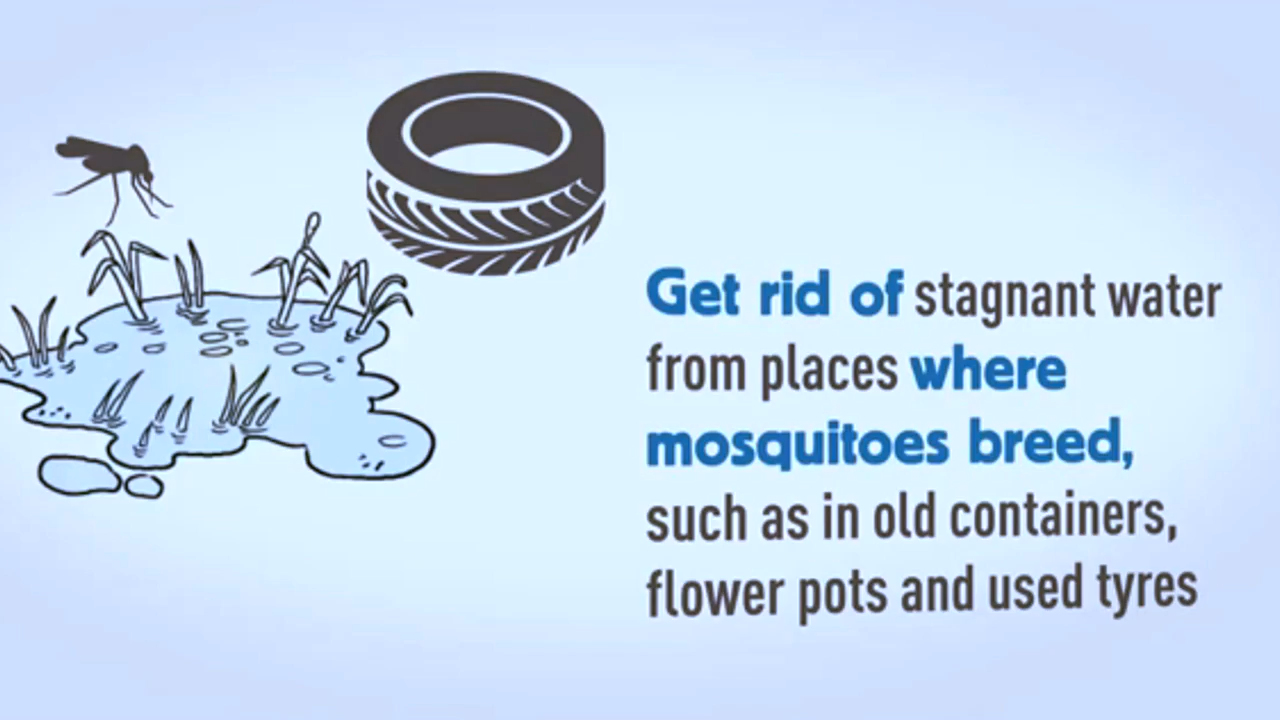 Get rid of stagnant water
from places where
mosquitoes breed,
such as in old containers,
flower pots and used tyres